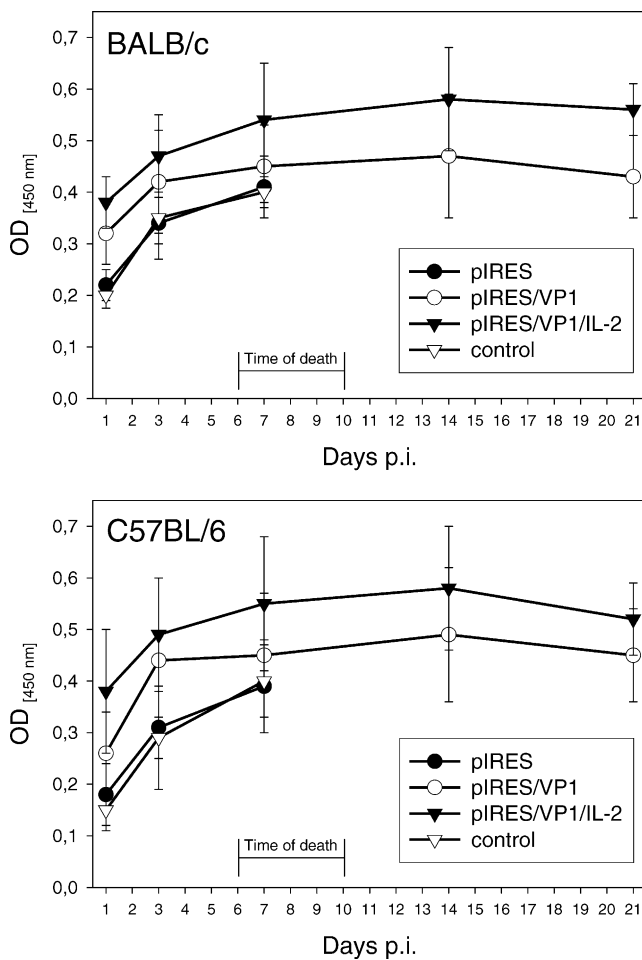 BALB/c
0,7
0,6
0,5
0,4
0,3
0,2
0,1
0,0
OD [450 nm]
pIRES
pIRES/VP1
pIRES/VP1/IL-2
control
Time of death
1 2 3 4 5 6 7 8 9 10 11 12 13 14 15 16 17 18 19 20 21
Days p.i.
C57BL/6
0,7
0,6
0,5
0,4
0,3
0,2
0,1
0,0
OD [450 nm]
pIRES
pIRES/VP1
pIRES/VP1/IL-2
control
Time of death
1 2 3 4 5 6 7 8 9 10 11 12 13 14 15 16 17 18 19 20 21
Days p.i.